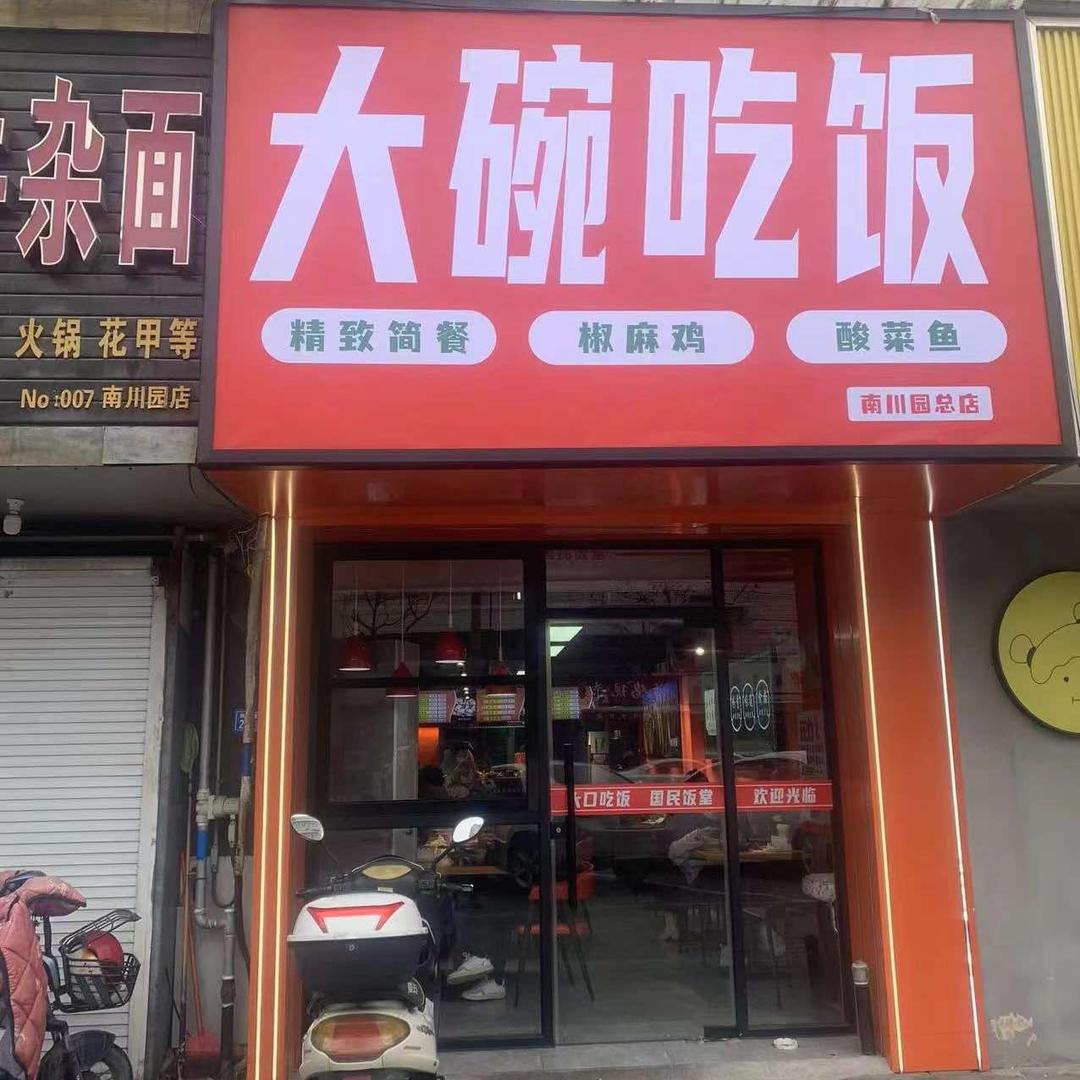 杂面
火锅 花甲等
No:007 南川园店
大碗吃饭
精致简餐 椒麻鸡 酸菜鱼
南川园总店
大口吃饭 国民饭堂 欢迎光临